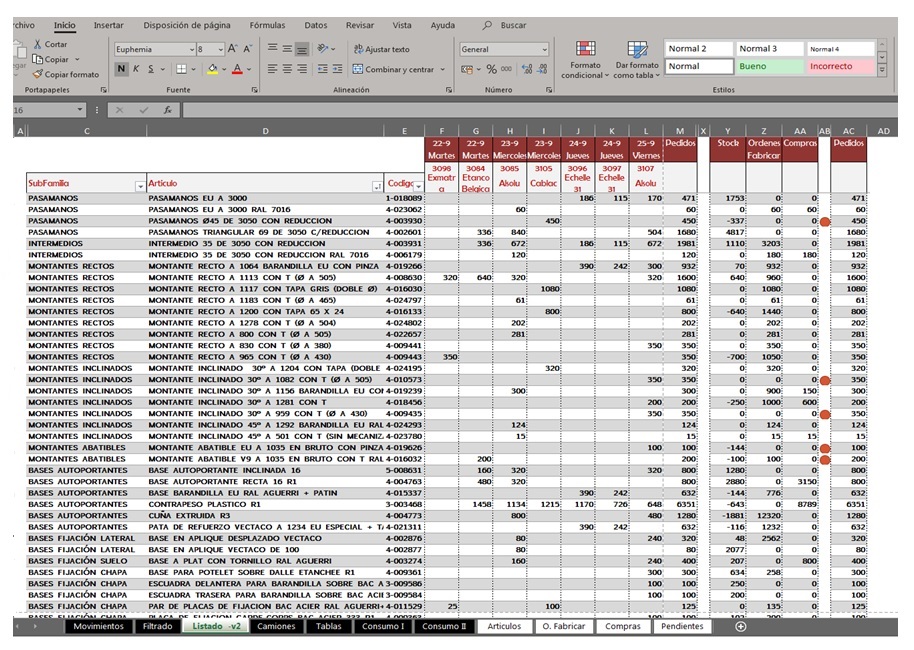 rchivo Inicio Insertar Disposición de página Fórmulas Datos Revisar Vista Ayuda Buscar
Cortar
Copiar
Copiar formato
Portapapeles
Euphemia 8 A A
N K S A
Fuente
Ajustar texto
Combinar y centrar
Alineación
General
% 000
Número
Formato condicional
Dar formato como tabla
Normal 2 Normal 3 Normal 4
Normal Bueno Incorrecto
Estilos
16 fx
A C D E F G H I J K L M X Y Z AA AB AC AD
22-9 22-9 23-9 23-9 24-9 24-9 25-9 Pedidos Stock Ordenes Compras Pedidos
Martes Martes Miercoles Miercoles Jueves Jueves Viernes Fabricar
3098 3084 3085 3105 3096 3097 3107
Exmatra Etanco Belgica Alsolu Cablac Echelle 31 Echelle 31 Alsolu
SubFamilia Artículo Codigo
PASAMANOS PASAMANOS EU A 3000 1-018089 186 115 170 471 1753 0 0 471
PASAMANOS PASAMANOS EU A 3000 RAL 7016 4-023062 60 60 0 60 60 60
PASAMANOS PASAMANOS Ø45 DE 3050 CON REDUCCION 4-003930 450 450 -337 0 0 450
PASAMANOS PASAMANOS TRIANGULAR 69 DE 3050 C/REDUCCION 4-002601 336 840 504 1680 4817 0 0 1680
INTERMEDIOS INTERMEDIO 35 DE 3050 CON REDUCCION 4-003931 336 672 186 115 672 1981 1110 3203 0 1981
INTERMEDIOS INTERMEDIO 35 DE 3050 CON REDUCCION RAL 7016 4-006179 120 120 0 180 180 120
MONTANTES RECTOS MONTANTE RECTO A 1064 BARANDILLA EU CON PINZA 4-019266 390 242 300 932 70 932 0 932
MONTANTES RECTOS MONTANTE RECTO A 1113 CON T (Ø A 505) 4-008630 320 640 320 320 1600 640 960 0 1600
MONTANTES RECTOS MONTANTE RECTO A 1117 CON TAPA GRIS (DOBLE Ø) 4-016030 1080 1080 0 1080 0 1080
MONTANTES RECTOS MONTANTE RECTO A 1183 CON T (Ø A 465) 4-024797 61 61 0 61 0 61
MONTANTES RECTOS MONTANTE RECTO A 1200 CON TAPA 65 X 24 4-016133 800 800 -640 1440 0 800
MONTANTES RECTOS MONTANTE RECTO A 1278 CON T (Ø A 504) 4-024802 202 202 0 202 0 202
MONTANTES RECTOS MONTANTE RECTO A 800 CON T (Ø A 505) 4-022657 281 281 0 281 0 281
MONTANTES RECTOS MONTANTE RECTO A 830 CON T (Ø A 380) 4-009441 350 350 0 350 0 350
MONTANTES RECTOS MONTANTE RECTO A 965 CON T (Ø A 430) 4-009443 350 350 -700 1050 0 350
MONTANTES INCLINADOS MONTANTE INCLINADO 30º A 1204 CON TAPA (DOBLE 4-024195 320 320 0 320 0 320
MONTANTES INCLINADOS MONTANTE INCLINADO 30º A 1082 CON T (Ø A 505) 4-010573 350 350 0 0 0 350
MONTANTES INCLINADOS MONTANTE INCLINADO 30º A 1156 BARANDILLA EU CO 4-019239 300 300 0 900 150 300
MONTANTES INCLINADOS MONTANTE INCLINADO 30º A 1281 CON T 4-018456 200 200 -250 1000 600 200
MONTANTES INCLINADOS MONTANTE INCLINADO 30º A 959 CON T (Ø A 430) 4-009435 350 350 0 0 0 350
MONTANTES INCLINADOS MONTANTE INCLINADO 45º A 1292 BARANDILLA EU RAL 4-024293 124 124 0 124 0 124
MONTANTES INCLINADOS MONTANTE INCLINADO 45º A 501 CON T (SIN MECANIZ 4-023780 15 15 0 15 15 15
MONTANTES ABATIBLES MONTANTE ABATIBLE EU A 1035 EN BRUTO CON PINZA 4-019626 100 100 -144 0 0 100
MONTANTES ABATIBLES MONTANTE ABATIBLE V9 A 1035 EN BRUTO CON T RAL 4-016032 200 200 -100 100 0 200
BASES AUTOPORTANTES BASE AUTOPORTANTE INCLINADA 16 5-008631 160 320 320 800 1280 0 0 800
BASES AUTOPORTANTES BASE AUTOPORTANTE RECTA 16 R1 4-004763 480 320 800 2880 0 3150 800
BASES AUTOPORTANTES BASE BARANDILLA EU RAL AGUERRI + PATIN 4-015337 390 242 632 -144 776 0 632
BASES AUTOPORTANTES CONTRAPESO PLASTICO R1 3-003468 1458 1134 1215 1170 726 648 6351 -643 0 8789 6351
BASES AUTOPORTANTES CUÑA EXTRUIDA R3 4-004773 800 480 1280 -1881 12320 0 1280
BASES AUTOPORTANTES PATA DE REFUERZO VECTACO A 1234 EU ESPECIAL + T 4-021311 390 242 632 -116 1232 0 632
BASES FIJACIÓN LATERAL BASE EN APLIQUE DESPLAZADO VECTACO 4-002876 80 240 320 48 2562 0 320
BASES FIJACIÓN LATERAL BASE EN APLIQUE VECTACO DE 100 4-002877 80 80 2077 0 0 80
BASES FIJACIÓN SUELO BASE A PLAT CON TORNILLO RAL AGUERRI 4-003274 160 240 400 207 0 800 400
BASES FIJACIÓN CHAPA BASE PARA POTELET SOBRE DALLE ETANCHEE R1 4-009361 300 300 634 258 0 300
BASES FIJACIÓN CHAPA ESCUADRA DELANTERA PARA BARANDILLA SOBRE BAC A 3-009586 100 100 250 0 0 100
BASES FIJACIÓN CHAPA ESCUADRA TRASERA PARA BARANDILLA SOBRE BAC ACI 3-009584 100 100 200 0 0 100
BASES FIJACIÓN CHAPA PAR DE PLACAS DE FIJACION BAC ACIER RAL AGUERRI 4-011529 25 100 125 0 135 0 125
Movimientos Filtrado Listado -v2 Camiones Tablas Consumo I Consumo II Articulos O. Fabricar Compras Pendientes